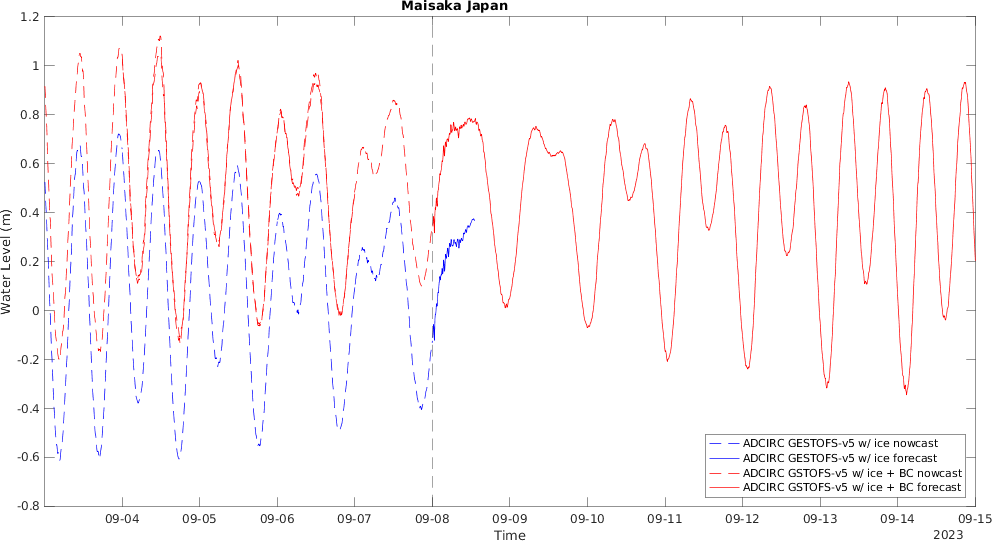 Maisaka Japan
1.2
1
0.8
0.6
0.4
0.2
0
-0.2
-0.4
-0.6
-0.8
Water Level (m)
ADCIRC GESTOFS-v5 w/ ice nowcast
ADCIRC GESTOFS-v5 w/ ice forecast
ADCIRC GSTOFS-v5 w/ ice + BC nowcast
ADCIRC GSTOFS-v5 w/ ice + BC forecast
09-04 09-05 09-06 09-07 09-08 09-09 09-10 09-11 09-12 09-13 09-14 09-15
Time
2023